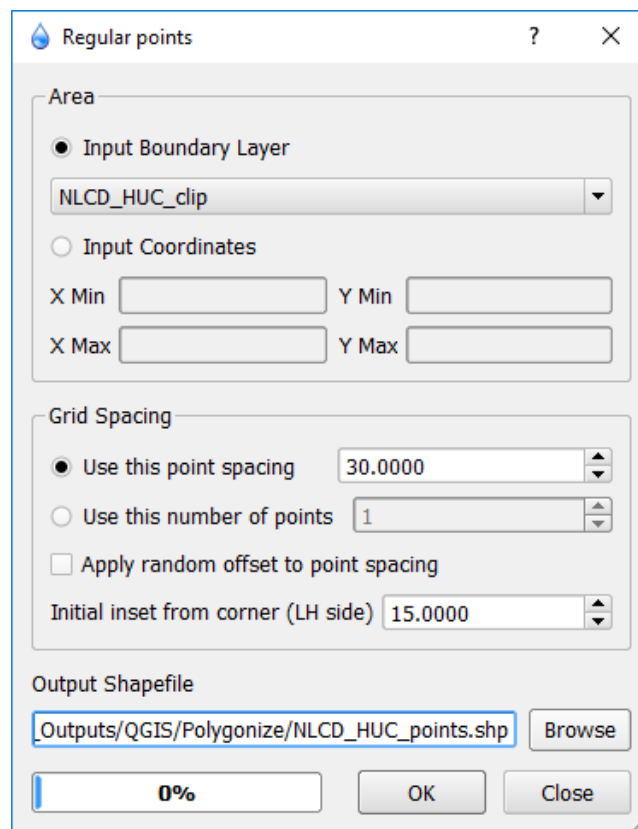 Regular points ?
Area
Input Boundary Layer
NLCD_HUC_clip
Input Coordinates
X Min Y Min
X Max Y Max
Grid Spacing
Use this point spacing 30.0000
Use this number of points 1
Apply random offset to point spacing
Initial inset from corner (LH side) 15.0000
Output Shapefile
_Outputs/QGIS/Polygonize/NLCD_HUC_points.shp Browse
0% OK Close